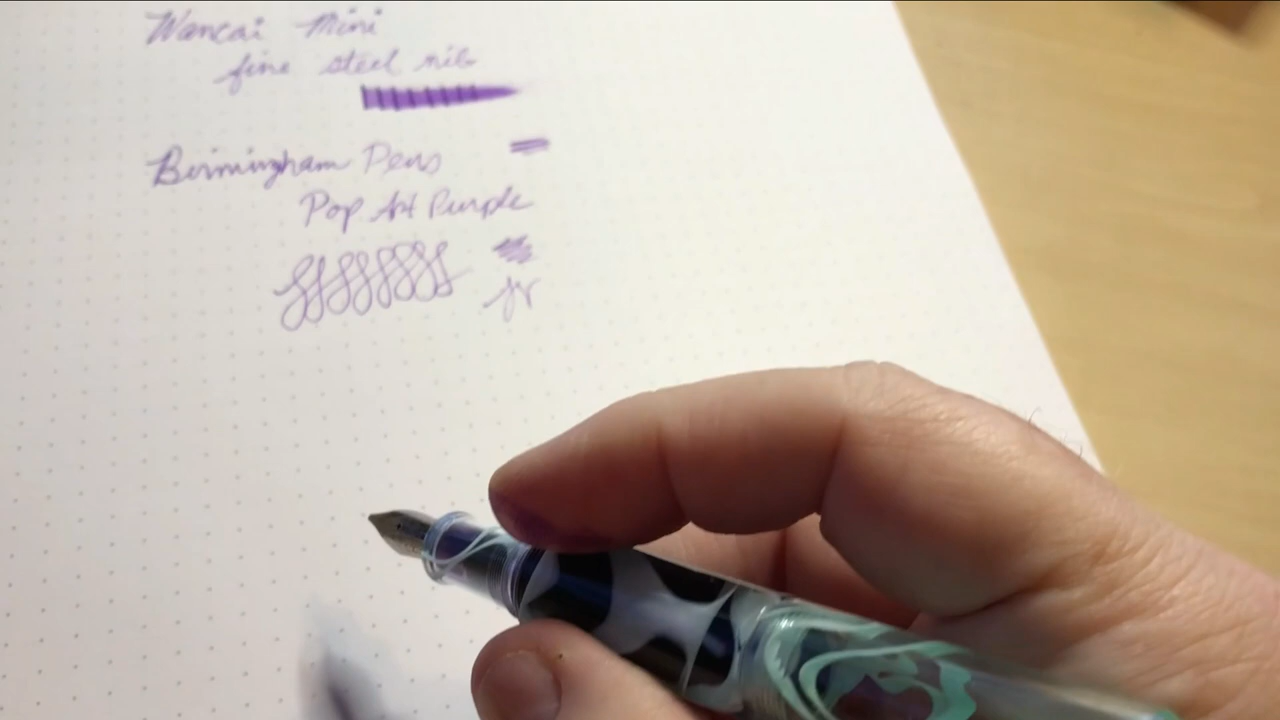 Wancai Mini
fine steel nib
Birmingham Pens
Pop Art Purple